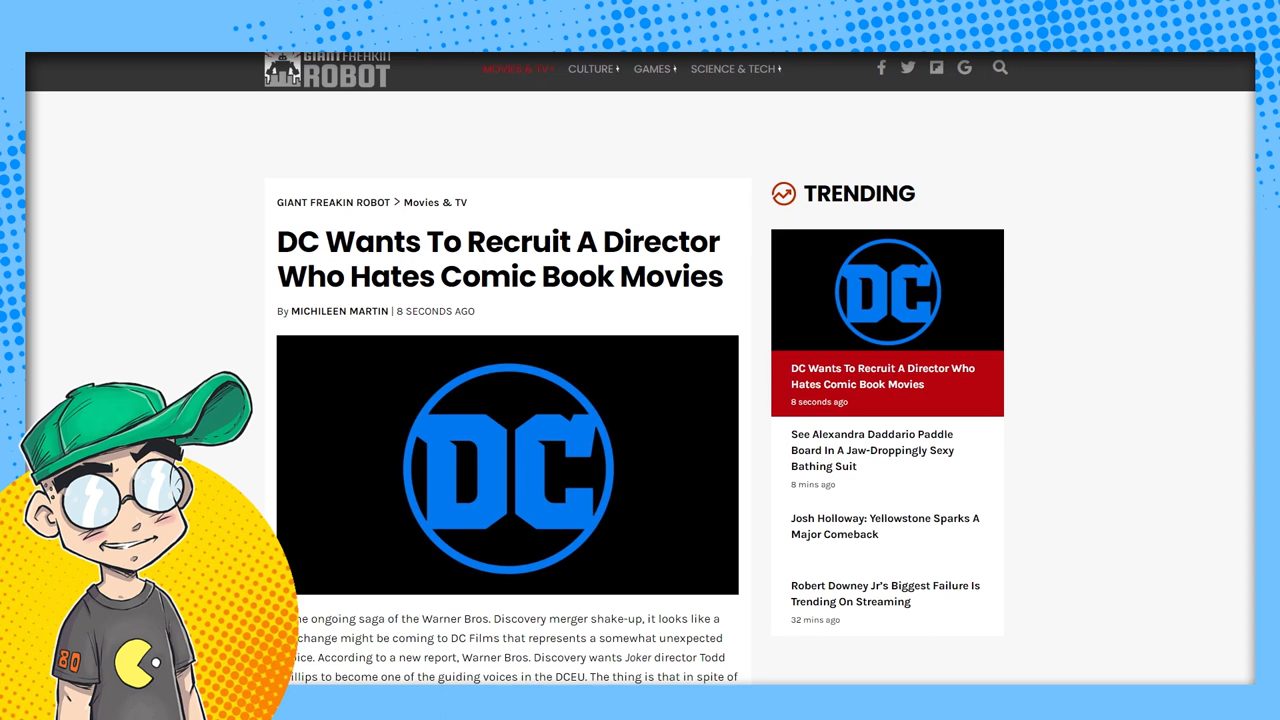 GIANT FREAKIN
ROBOT
MOVIES & TV
CULTURE
GAMES
SCIENCE & TECH
GIANT FREAKIN ROBOT > Movies & TV
DC Wants To Recruit A Director
Who Hates Comic Book Movies
By MICHILEEN MARTIN | 8 SECONDS AGO
DC
ongoing saga of the Warner Bros. Discovery merger shake-up, it looks like a
change might be coming to DC Films that represents a somewhat unexpected
According to a new report, Warner Bros. Discovery wants Joker director Todd
to become one of the guiding voices in the DCEU. The thing is that in spite of
TRENDING
DC
DC Wants To Recruit A Director Who
Hates Comic Book Movies
8 seconds ago
See Alexandra Daddario Paddle
Board In A Jaw-Droppingly Sexy
Bathing Suit
8 mins ago
Josh Holloway: Yellowstone Sparks A
Major Comeback
Robert Downey Jr's Biggest Failure Is
Trending On Streaming
32 mins ago
80